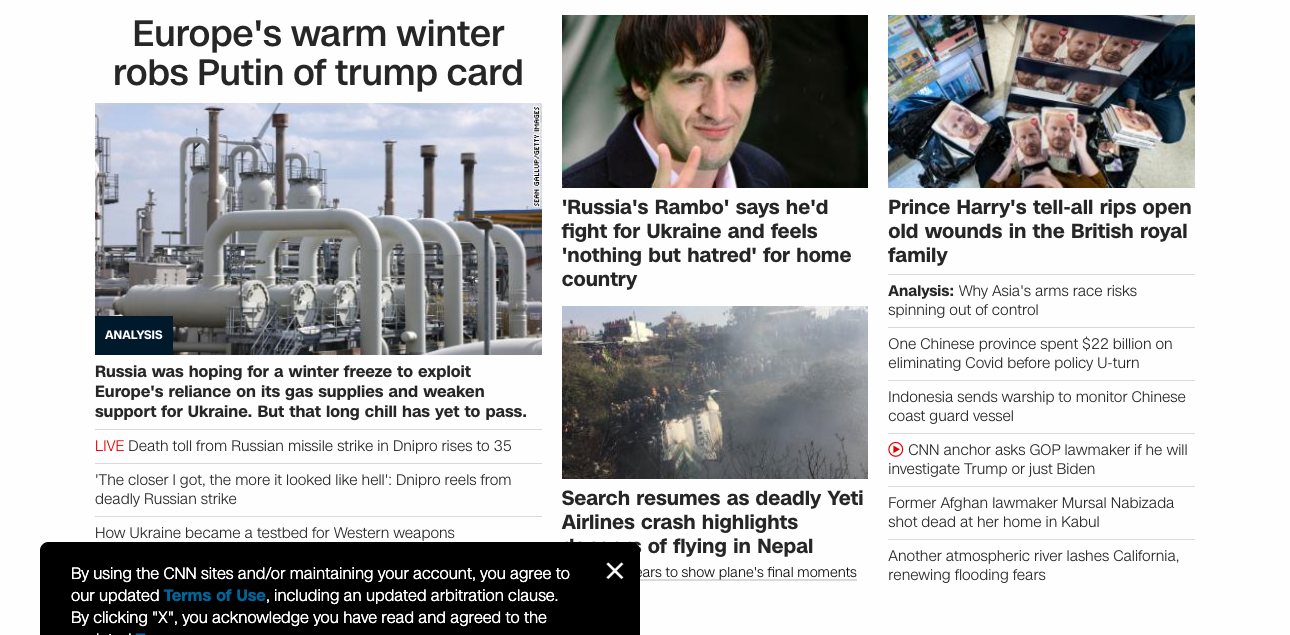 Europe's warm winter
robs Putin of trump card
SEAN GALLUP/GETTY IMAGES
ANALYSIS
Russia was hoping for a winter freeze to exploit
Europe's reliance on its gas supplies and weaken
support for Ukraine. But that long chill has yet to pass.
LIVE Death toll from Russian missile strike in Dnipro rises to 35
'The closer I got, the more it looked like hell': Dnipro reels from
deadly Russian strike
How Ukraine became a testbed for Western weapons
'Russia's Rambo' says he'd
fight for Ukraine and feels
'nothing but hatred' for home
country
Search resumes as deadly Yeti
Airlines crash highlights
of flying in Nepal
to show plane's final moments
Prince Harry's tell-all rips open
old wounds in the British royal
family
Analysis: Why Asia's arms race risks
spinning out of control
One Chinese province spent $22 billion on
eliminating Covid before policy U-turn
Indonesia sends warship to monitor Chinese
coast guard vessel
CNN anchor asks GOP lawmaker if he will
investigate Trump or just Biden
Former Afghan lawmaker Mursal Nabizada
shot dead at her home in Kabul
Another atmospheric river lashes California,
renewing flooding fears
By using the CNN sites and/or maintaining your account, you agree to
our updated Terms of Use, including an updated arbitration clause.
By clicking "X", you acknowledge you have read and agreed to the